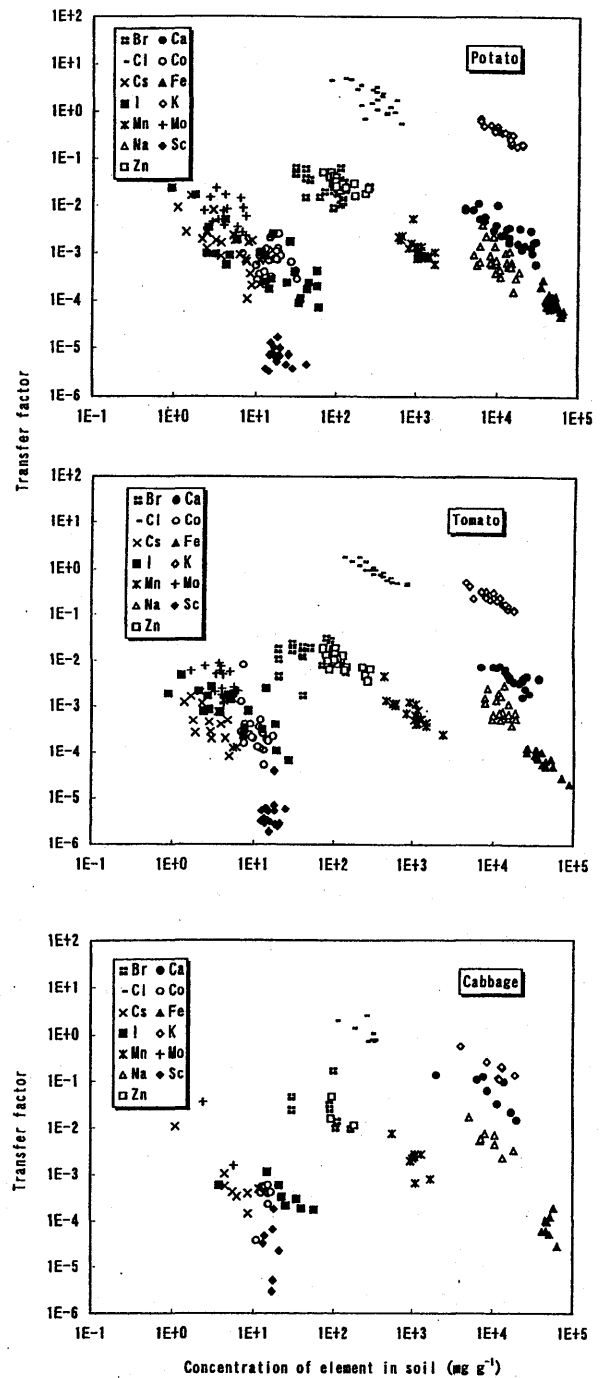 1E+2
1E+1
1E+0
1E-1
1E-2
1E-3
1E-4
1E-5
1E-6
Br Ca
Cl Co
Cs Fe
I K
Mn Mo
Na Sc
Zn
Potato
1E-1 1E+0 1E+1 1E+2 1E+3 1E+4 1E+5
Transfer factor
1E+2
1E+1
1E+0
1E-1
1E-2
1E-3
1E-4
1E-5
1E-6
Br Ca
Cl Co
Cs Fe
I K
Mn Mo
Na Sc
Zn
Tomato
1E-1 1E+0 1E+1 1E+2 1E+3 1E+4 1E+5
1E+2
1E+1
1E+0
1E-1
1E-2
1E-3
1E-4
1E-5
1E-6
Br Ca
Cl Co
Cs Fe
I K
Mn Mo
Na Sc
Zn
Cabbage
1E-1 1E+0 1E+1 1E+2 1E+3 1E+4 1E+5
Transfer factor
Concentration of element in soil (mg g⁻¹)